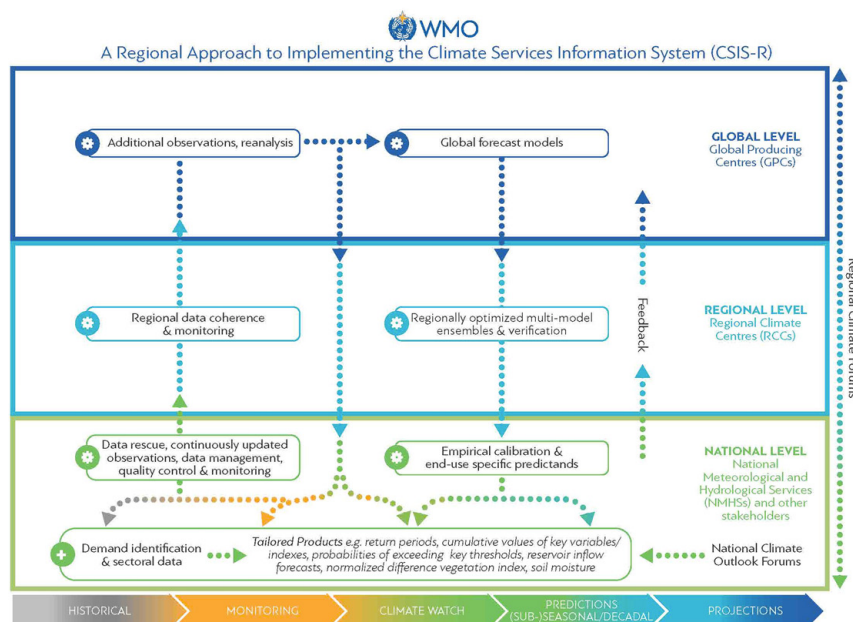 WMO
A Regional Approach to Implementing the Climate Services Information System (CSIS-R)
Additional observations, reanalysis
Global forecast models
GLOBAL LEVEL
Global Producing
Centres (GPCs)
Regional data coherence
& monitoring
Regionally optimized multi-model
ensembles & verification
Feedback
REGIONAL LEVEL
Regional Climate
Centres (RCCs)
Regional Climate Forums
Data rescue, continuously updated
observations, data management,
quality control & monitoring
Empirical calibration &
end-use specific predictands
NATIONAL LEVEL
National
Meteorological and
Hydrological Services
(NMHSs) and other
stakeholders
Demand identification
& sectoral data
Tailored Products e.g. return periods, cumulative values of key variables/
indexes, probabilities of exceeding key thresholds, reservoir inflow
forecasts, normalized difference vegetation index, soil moisture
National Climate
Outlook Forums
HISTORICAL
MONITORING
CLIMATE WATCH
PREDICTIONS
(SUB-)SEASONAL/DECADAL
PROJECTIONS